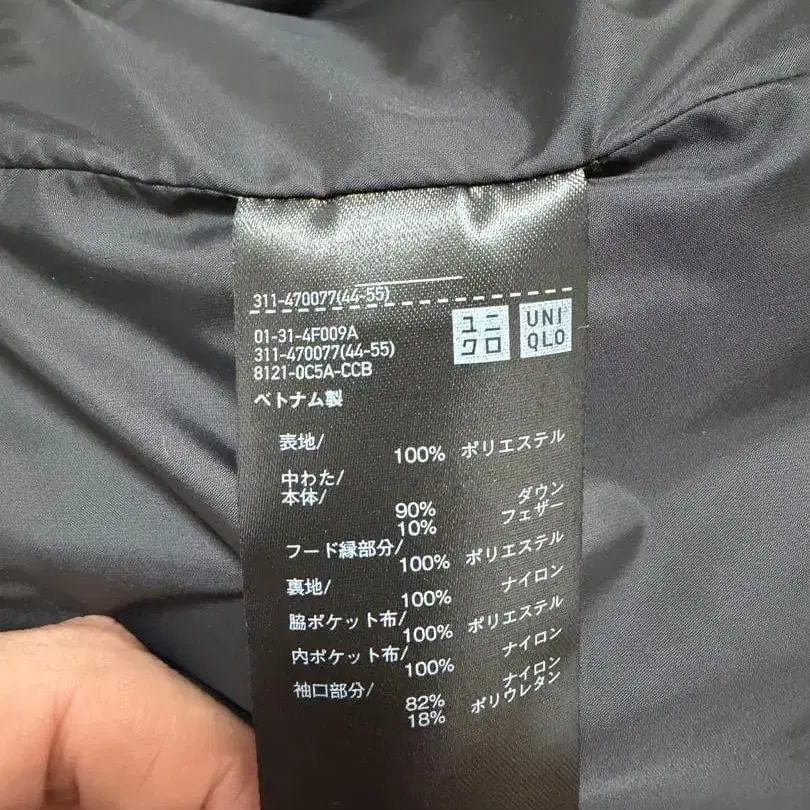 311-470077(44-55)
01-31-4F009A
311-470077(44-55)
8121-0C5A-CCB
ユニ
クロ
UNI
QLO
ベトナム製
表地/
100% ポリエステル
中わた/
本体/
90% ダウン
10% フェザー
フード縁部分/
100% ポリエステル
裏地/
100% ナイロン
脇ポケット布/
100% ポリエステル
内ポケット布/
100% ナイロン
袖口部分/
82% ナイロン
18% ポリウレタン